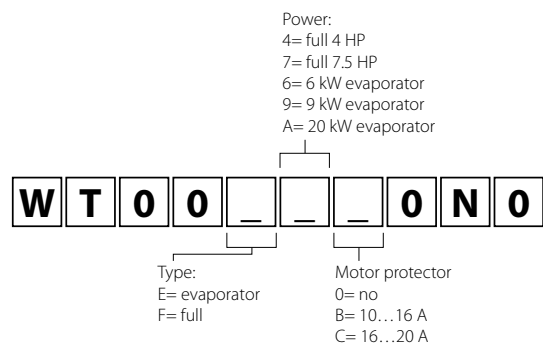 Power:
4= full 4 HP
7= full 7.5 HP
6= 6 kW evaporator
9= 9 kW evaporator
A= 20 kW evaporator
W T 0 0 _ _ _ 0 N 0
Type:
E= evaporator
F= full
Motor protector
0= no
B= 10…16 A
C= 16…20 A